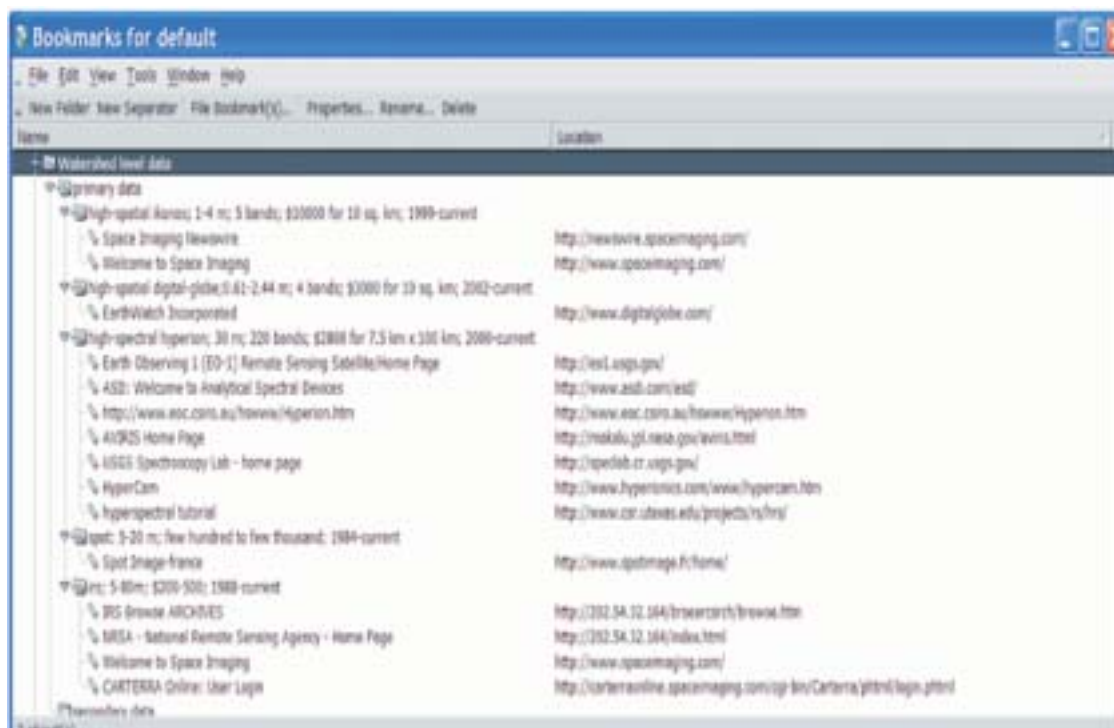 Bookmarks for default
File Edit View Tools Window Help
New Folder New Separator File Bookmark(s)... Properties... Rename... Delete
Name Location
Watershed level data
primary data
high-spatial ikonos; 1-4 m; 5 bands; $10000 for 10 sq. km; 1999-current
Space Imaging Newswire http://newswire.spaceimaging.com/
Welcome to Space Imaging http://www.spaceimaging.com/
high-spatial digital-globe;0.61-2.44 m; 4 bands; $3000 for 10 sq. km; 2002-current
EarthWatch Incorporated http://www.digitalglobe.com/
high-spectral hyperion; 30 m; 220 bands; $2800 for 7.5 km x 100 km; 2000-current
Earth Observing 1 (EO-1) Remote Sensing Satellite/Home Page http://eo1.usgs.gov/
ASD: Welcome to Analytical Spectral Devices http://www.asdi.com/asd/
http://www.eoc.csiro.au/hswww/Hyperion.htm http://www.eoc.csiro.au/hswww/Hyperion.htm
AVIRIS Home Page http://makalu.jpl.nasa.gov/aviris.html
USGS Spectroscopy Lab - home page http://speclab.cr.usgs.gov/
HyperCam http://www.hyperionics.com/www/hypercam.htm
hyperspectral tutorial http://www.csr.utexas.edu/projects/rs/hrs/
spot; 5-20 m; few hundred to few thousand; 1984-current
Spot Image-france http://www.spotimage.fr/home/
irs; 5-80m; $200-500; 1988-current
IRS Browse ARCHIVES
NRSA - National Remote Sensing Agency - Home Page http://202.54.32.164/index.html
Welcome to Space Imaging http://www.spaceimaging.com/
CARTERRA Online: User Login http://carterraonline.spaceimaging.com/cgi-bin/Carterra/phtml/login.phtml
secondary data